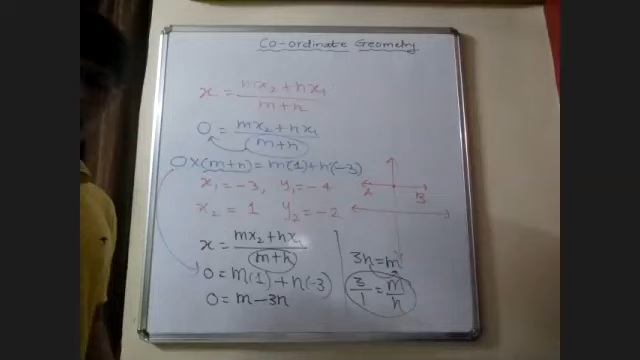 Co-ordinate Geometry
x = mx₂+nx₁ / m+n
0 = mx₂+nx₁ / (m+n)
0×(m+n) = m(1)+n(-3)
x₁ = -3, y₁ = -4
x₂ = 1 y₂ = -2
A B
x = mx₂+nx₁ / (m+n)
0 = m(1) + n(-3)
0 = m - 3n
3n = m
3/1 = m/n